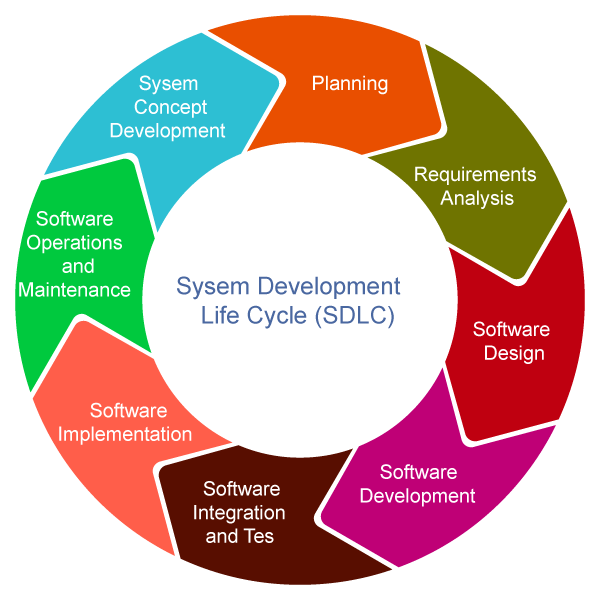 Sysem
Concept
Development
Planning
Requirements
Analysis
Software
Design
Software
Development
Software
Integration
and Tes
Software
Implementation
Software
Operations
and
Maintenance
Sysem Development
Life Cycle (SDLC)